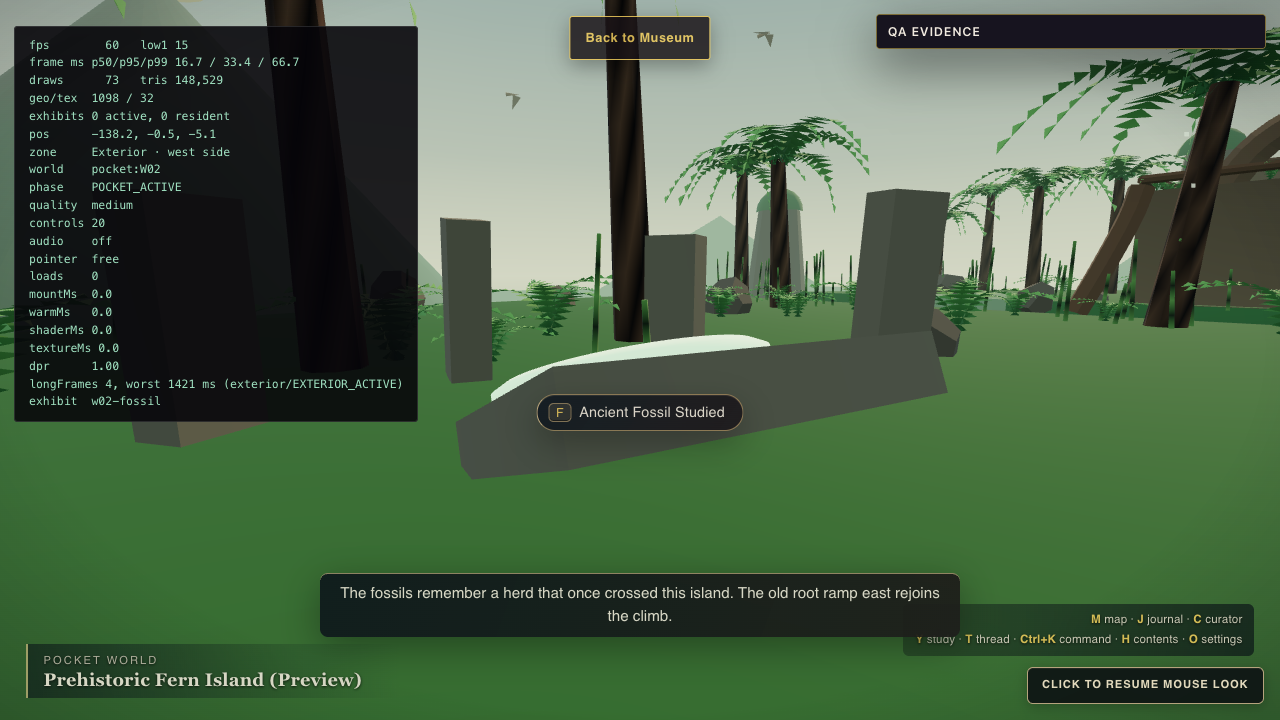 fps 60 low1 15
frame ms p50/p95/p99 16.7 / 33.4 / 66.7
draws 73 tris 148,529
geo/tex 1098 / 32
exhibits 0 active, 0 resident
pos −138.2, −0.5, −5.1
zone Exterior · west side
world pocket:W02
phase POCKET_ACTIVE
quality medium
controls 20
audio off
pointer free
loads 0
mountMs 0.0
warmMs 0.0
shaderMs 0.0
textureMs 0.0
dpr 1.00
longFrames 4, worst 1421 ms (exterior/EXTERIOR_ACTIVE)
exhibit w02−fossil
Back to Museum
QA EVIDENCE
F Ancient Fossil Studied
The fossils remember a herd that once crossed this island. The old root ramp east rejoins
the climb.
M map · J journal · C curator
Y study · T thread · Ctrl+K command · H contents · O settings
POCKET WORLD
Prehistoric Fern Island (Preview)
CLICK TO RESUME MOUSE LOOK